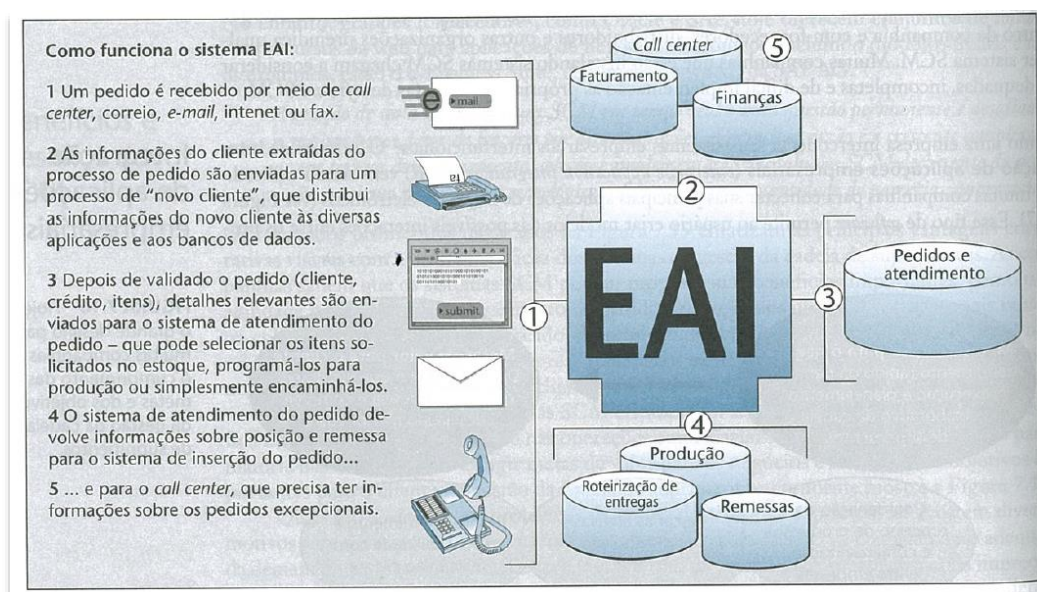 Como funciona o sistema EAI:
1 Um pedido é recebido por meio de call
center, correio, e-mail, intenet ou fax.
2 As informações do cliente extraídas do
processo de pedido são enviadas para um
processo de “novo cliente”, que distribui
as informações do novo cliente às diversas
aplicações e aos bancos de dados.
3 Depois de validado o pedido (cliente,
crédito, itens), detalhes relevantes são en-
viados para o sistema de atendimento do
pedido – que pode selecionar os itens so-
licitados no estoque, programá-los para
produção ou simplesmente encaminhá-los.
4 O sistema de atendimento do pedido de-
volve informações sobre posição e remessa
para o sistema de inserção do pedido...
5 ... e para o call center, que precisa ter in-
formações sobre os pedidos excepcionais.
e mail
submit
1
Call center
5
Faturamento
Finanças
2
EAI
3
Pedidos e
atendimento
4
Produção
Roteirização de
entregas
Remessas